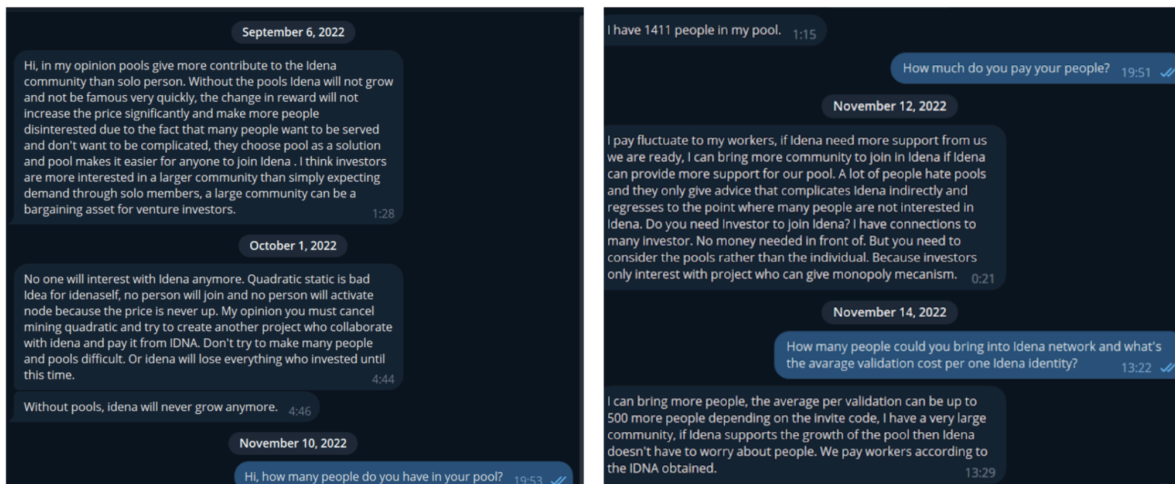 September 6, 2022
Hi, in my opinion pools give more contribute to the Idena
community than solo person. Without the pools Idena will not grow
and not be famous very quickly, the change in reward will not
increase the price significantly and make more people
disinterested due to the fact that many people want to be served
and don't want to be complicated, they choose pool as a solution
and pool makes it easier for anyone to join Idena . I think investors
are more interested in a larger community than simply expecting
demand through solo members, a large community can be a
bargaining asset for venture investors.
1:28
October 1, 2022
No one will interest with Idena anymore. Quadratic static is bad
Idea for idenaself, no person will join and no person will activate
node because the price is never up. My opinion you must cancel
mining quadratic and try to create another project who collaborate
with idena and pay it from IDNA. Don't try to make many people
and pools difficult. Or idena will lose everything who invested until
this time.
4:44
Without pools, idena will never grow anymore. 4:46
November 10, 2022
Hi, how many people do you have in your pool? 19:53
I have 1411 people in my pool. 1:15
How much do you pay your people? 19:51
November 12, 2022
I pay fluctuate to my workers, if Idena need more support from us
we are ready, I can bring more community to join in Idena if Idena
can provide more support for our pool. A lot of people hate pools
and they only give advice that complicates Idena indirectly and
regresses to the point where many people are not interested in
Idena. Do you need Investor to join Idena? I have connections to
many investor. No money needed in front of. But you need to
consider the pools rather than the individual. Because investors
only interest with project who can give monopoly mecanism. 0:21
November 14, 2022
How many people could you bring into Idena network and what's
the avarage validation cost per one Idena identity? 13:22
I can bring more people, the average per validation can be up to
500 more people depending on the invite code, I have a very large
community, if Idena supports the growth of the pool then Idena
doesn't have to worry about people. We pay workers according to
the IDNA obtained. 13:29